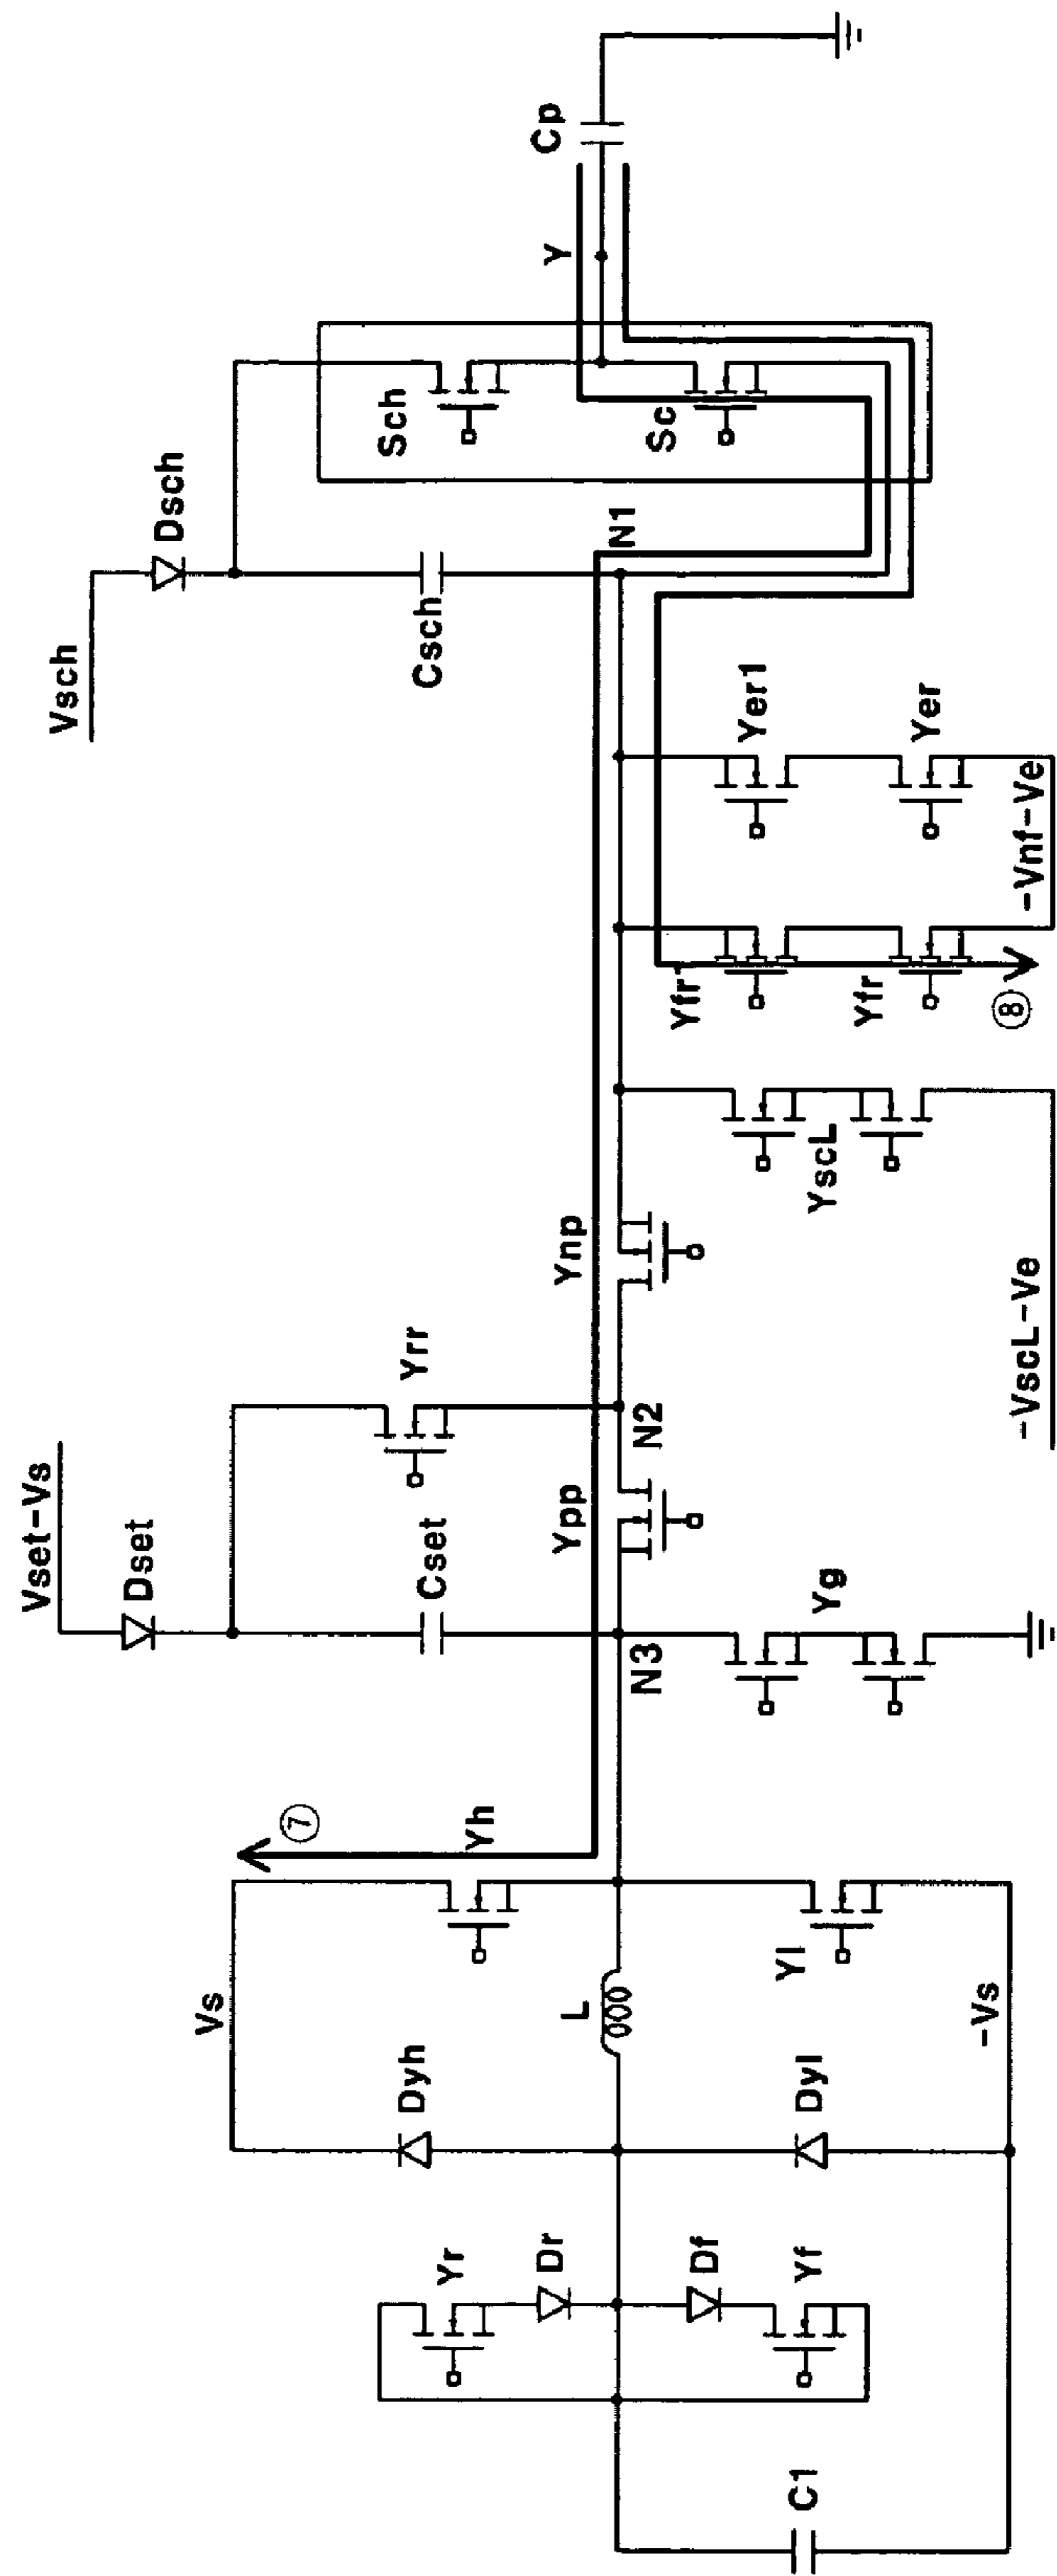 Vsch
Dsch
Csch
Sch
Sc
N1
Y
Cp
Vset-Vs
Dset
Cset
Yrr
Ypp
N2
Ynp
N3
Yg
YscL
-VscL-Ve
Yfr1
Yfr
⑧
Yer1
Yer
-Vnf-Ve
⑦
Vs
Yh
Yl
-Vs
L
Dyh
Dyl
Yr
Dr
Df
Yf
C1